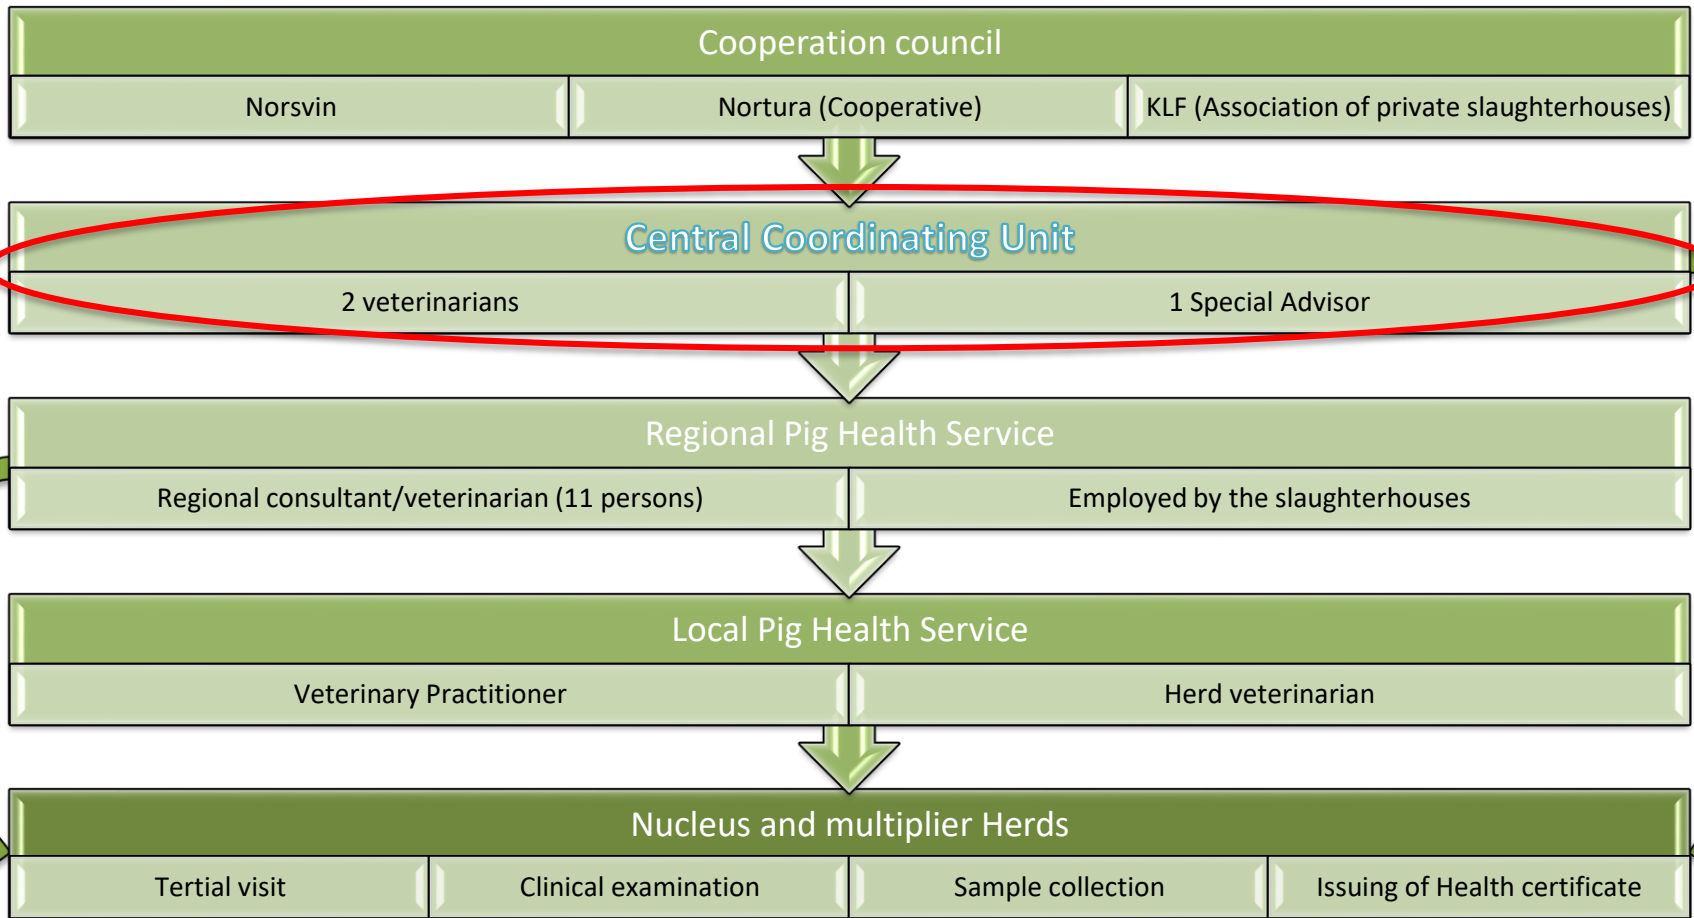 Cooperation council
Norsvin
Nortura (Cooperative)
KLF (Association of private slaughterhouses)
Central Coordinating Unit
2 veterinarians
1 Special Advisor
Regional Pig Health Service
Regional consultant/veterinarian (11 persons)
Employed by the slaughterhouses
Local Pig Health Service
Veterinary Practitioner
Herd veterinarian
Nucleus and multiplier Herds
Tertial visit
Clinical examination
Sample collection
Issuing of Health certificate